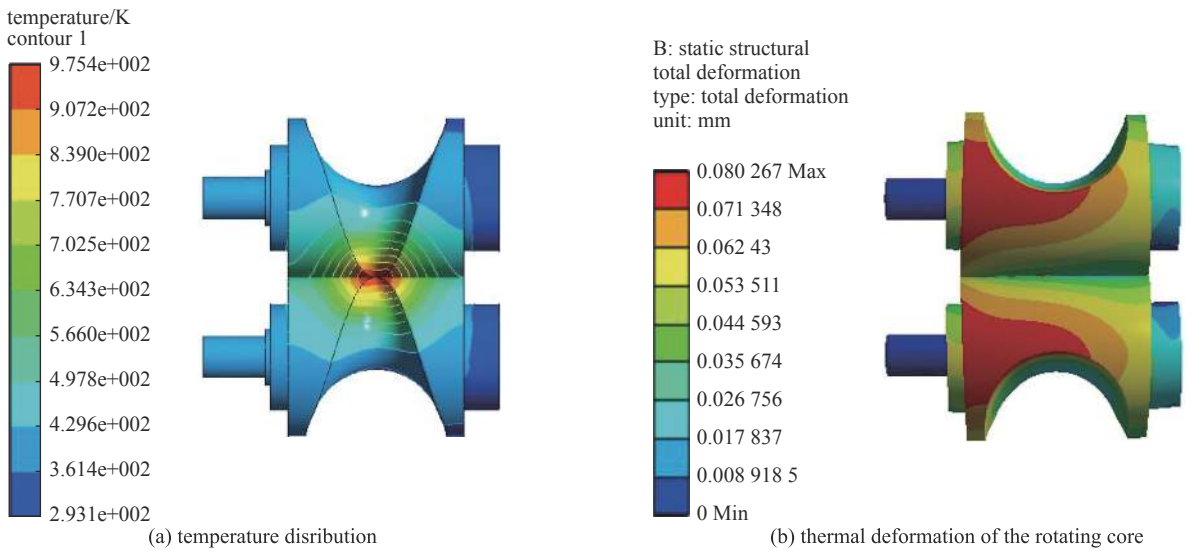 temperature/K
contour 1
9.754e+002
9.072e+002
8.390e+002
7.707e+002
7.025e+002
6.343e+002
5.660e+002
4.978e+002
4.296e+002
3.614e+002
2.931e+002
(a) temperature disribution
B: static structural
total deformation
type: total deformation
unit: mm
0.080 267 Max
0.071 348
0.062 43
0.053 511
0.044 593
0.035 674
0.026 756
0.017 837
0.008 918 5
0 Min
(b) thermal deformation of the rotating core